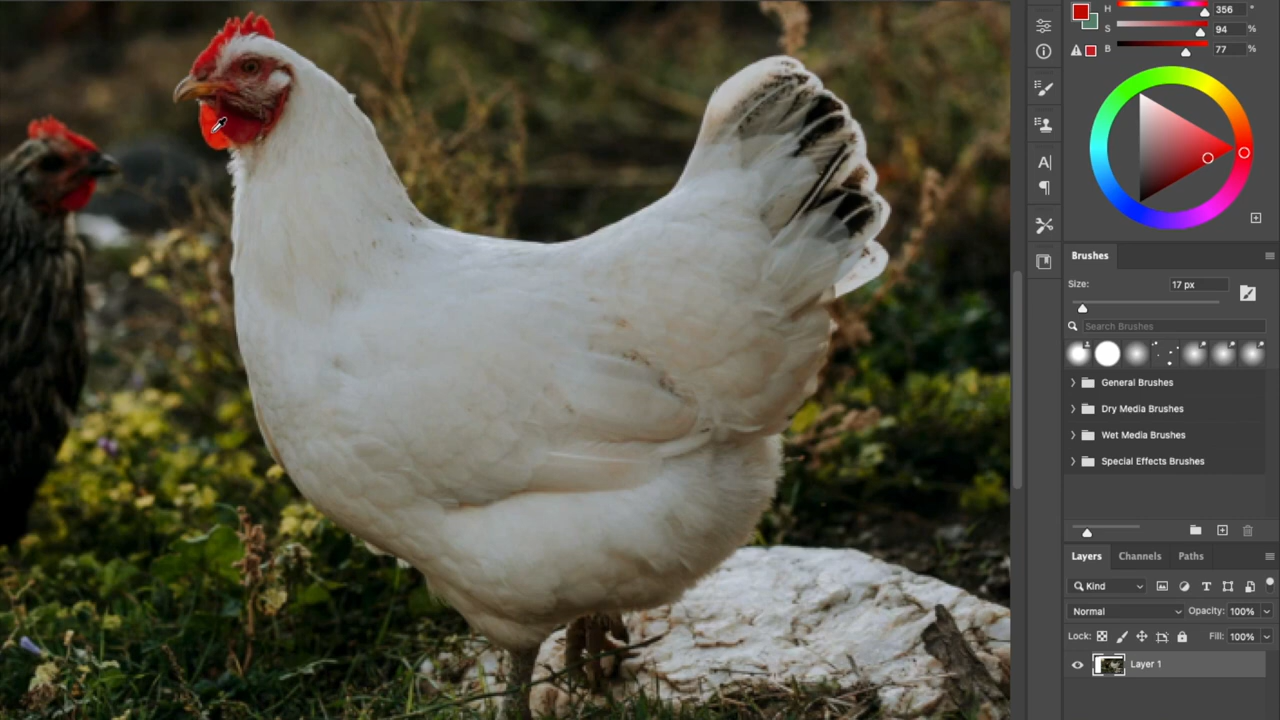 H 356 °
S 94 %
B 77 %
A|
Brushes
Size: 17 px
Search Brushes
General Brushes
Dry Media Brushes
Wet Media Brushes
Special Effects Brushes
Layers Channels Paths
Kind T
Normal Opacity: 100%
Lock: Fill: 100%
Layer 1